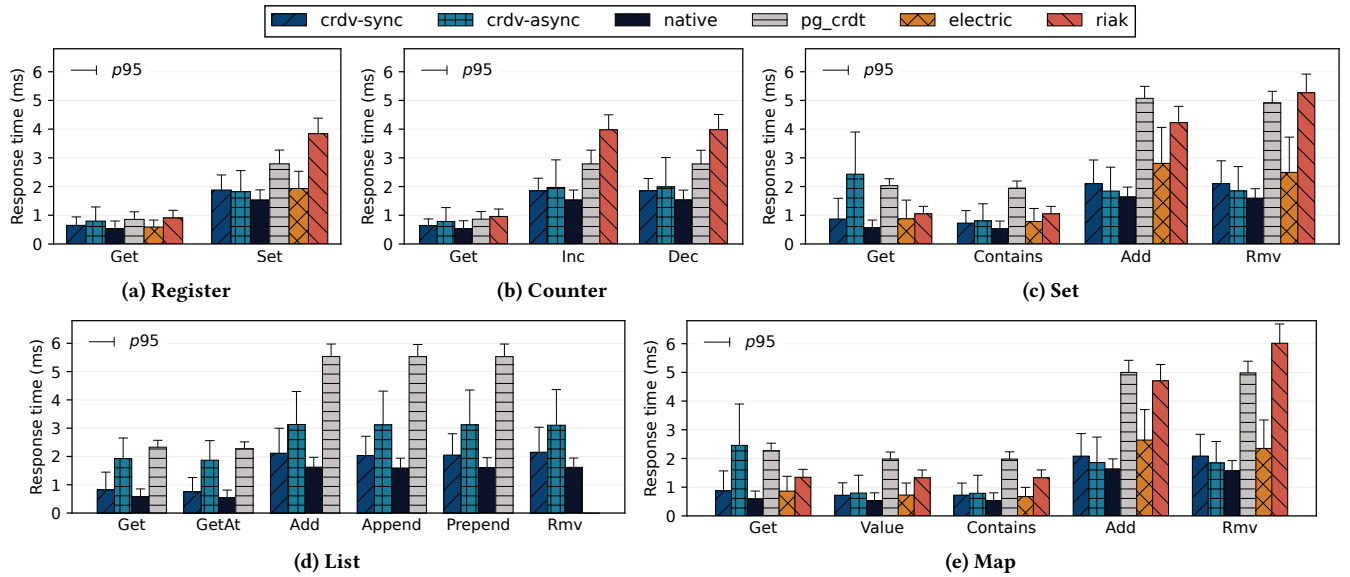 crdv-sync crdv-async native pg_crdt electric riak
Response time (ms)
6
5
4
3
2
1
0
p95
Get Set
(a) Register
Response time (ms)
6
5
4
3
2
1
0
p95
Get Inc Dec
(b) Counter
Response time (ms)
6
5
4
3
2
1
0
p95
Get Contains Add Rmv
(c) Set
Response time (ms)
6
5
4
3
2
1
0
p95
Get GetAt Add Append Prepend Rmv
(d) List
Response time (ms)
6
5
4
3
2
1
0
p95
Get Value Contains Add Rmv
(e) Map